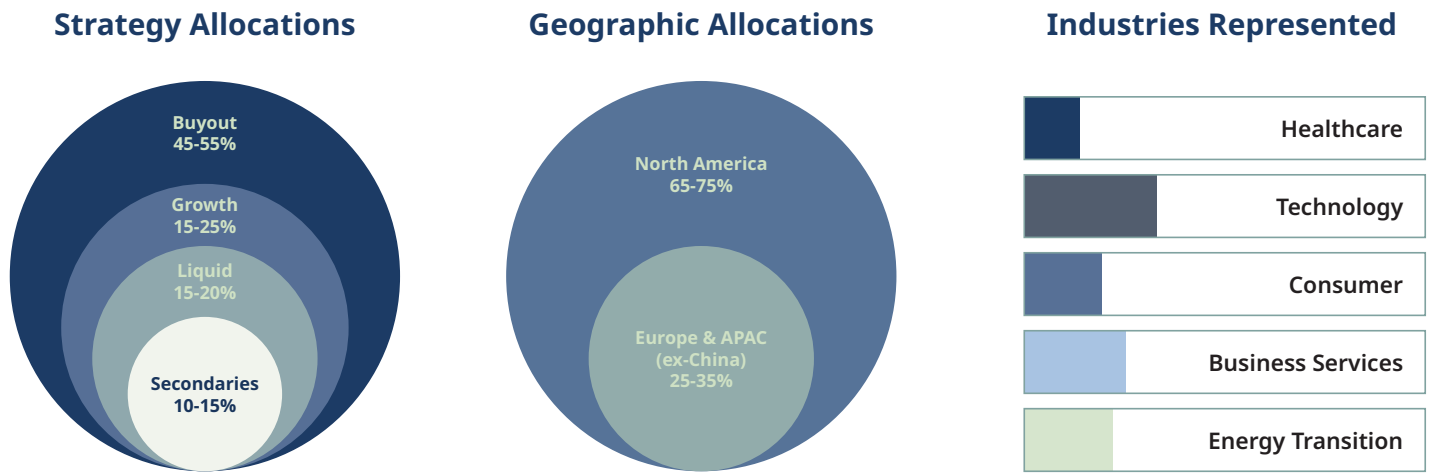 Strategy Allocations
Buyout
45-55%
Growth
15-25%
Liquid
15-20%
Secondaries
10-15%
Geographic Allocations
North America
65-75%
Europe & APAC
(ex-China)
25-35%
Industries Represented
Healthcare
Technology
Consumer
Business Services
Energy Transition